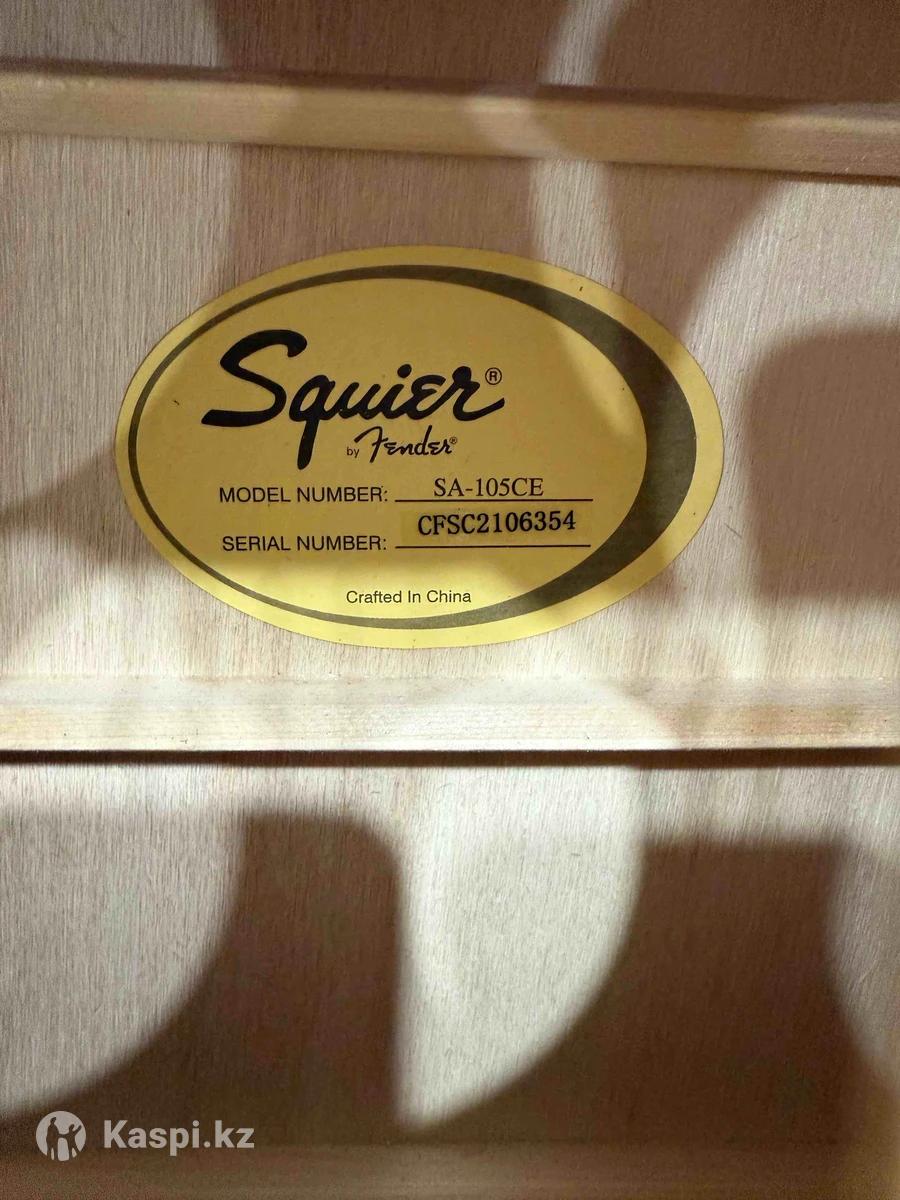 Squier®
by Fender®
MODEL NUMBER: SA-105CE
SERIAL NUMBER: CFSC2106354
Crafted In China
Kaspi.kz